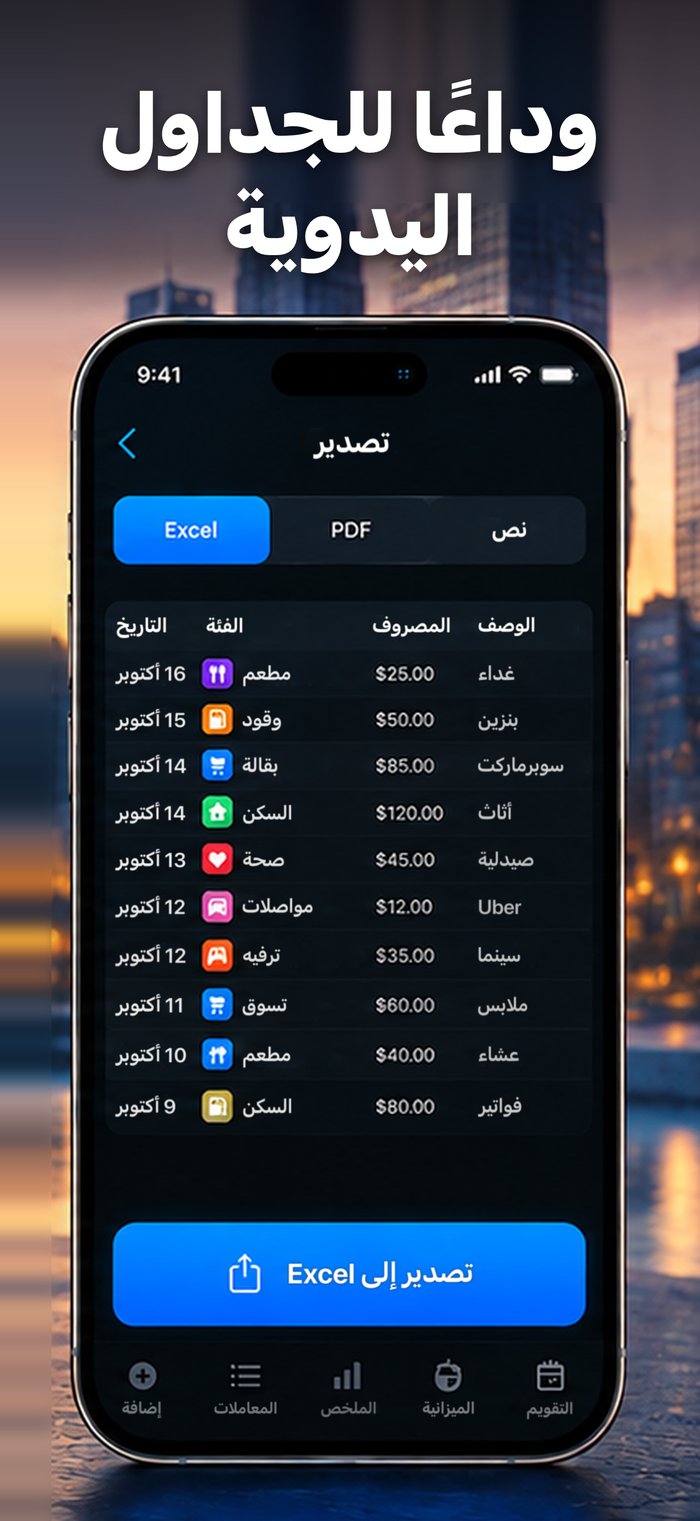 وداعًا للجداول
اليدوية
9:41
تصدير
Excel PDF نص
التاريخ الفئة المصروف الوصف
16 أكتوبر مطعم $25.00 غداء
15 أكتوبر وقود $50.00 بنزين
14 أكتوبر بقالة $85.00 سوبرماركت
14 أكتوبر السكن $120.00 أثاث
13 أكتوبر صحة $45.00 صيدلية
12 أكتوبر مواصلات $12.00 Uber
12 أكتوبر ترفيه $35.00 سينما
11 أكتوبر تسوق $60.00 ملابس
10 أكتوبر مطعم $40.00 عشاء
9 أكتوبر السكن $80.00 فواتير
تصدير إلى Excel
إضافة المعاملات الملخص الميزانية التقويم